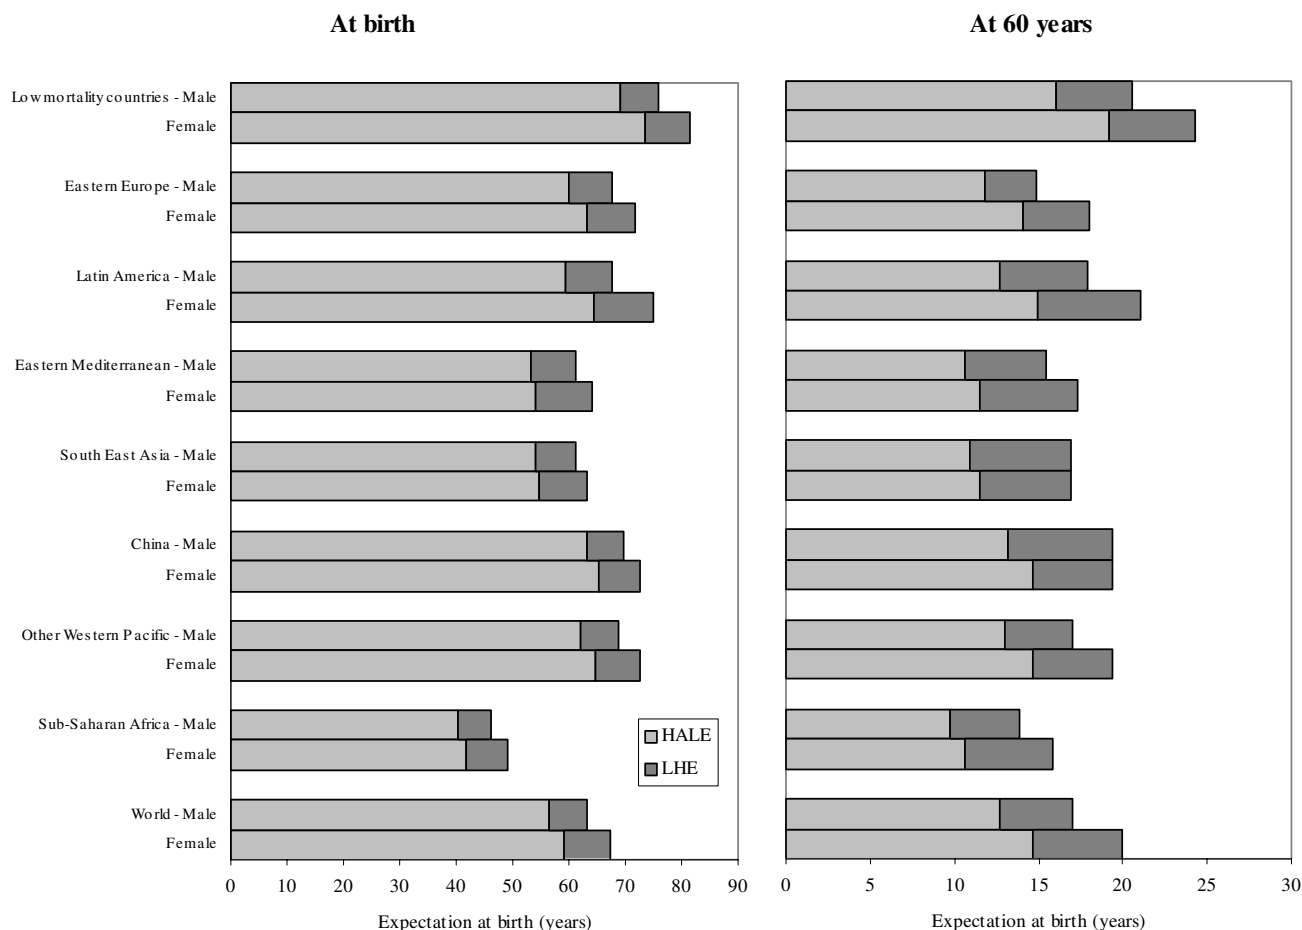 At birth
At 60 years
Low mortality countries - Male
Female
Eastern Europe - Male
Female
Latin America - Male
Female
Eastern Mediterranean - Male
Female
South East Asia - Male
Female
China - Male
Female
Other Western Pacific - Male
Female
Sub-Saharan Africa - Male
Female
World - Male
Female
HALE
LHE
0 10 20 30 40 50 60 70 80 90
Expectation at birth (years)
0 5 10 15 20 25 30
Expectation at birth (years)